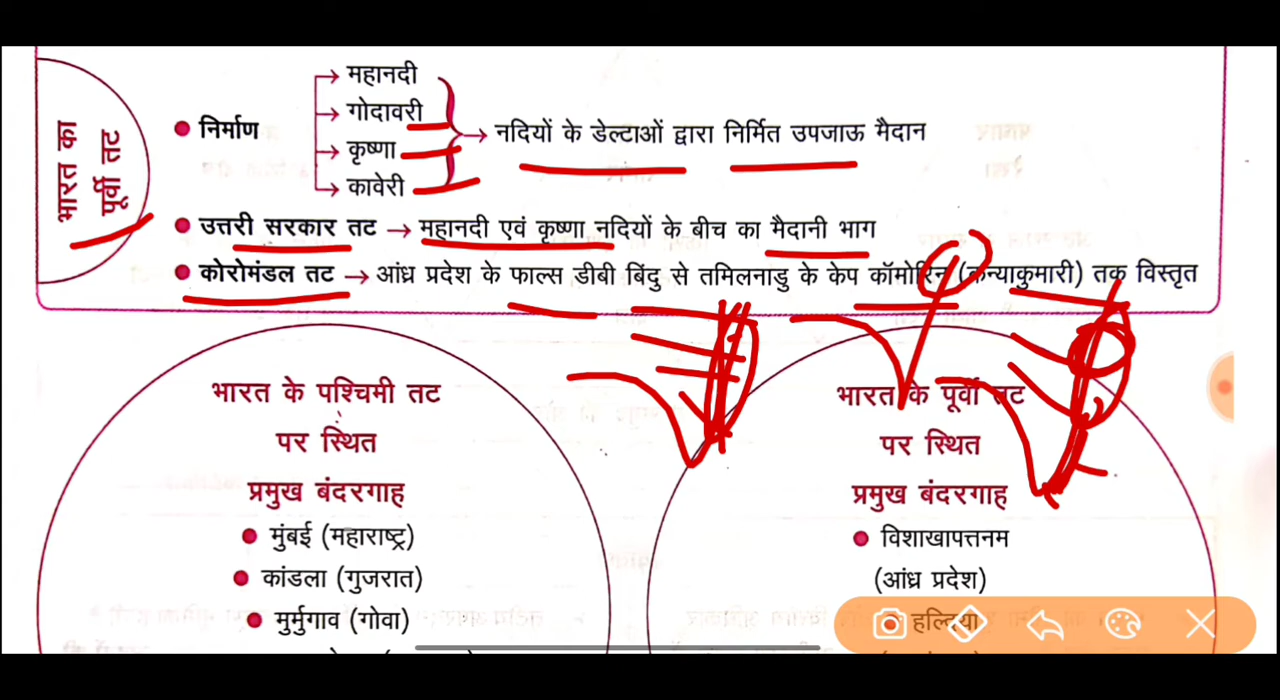 भारत का
पूर्वी तट
निर्माण
महानदी
गोदावरी
कृष्णा
कावेरी
नदियों के डेल्टाओं द्वारा निर्मित उपजाऊ मैदान
उत्तरी सरकार तट → महानदी एवं कृष्णा नदियों के बीच का मैदानी भाग
कोरोमंडल तट → आंध्र प्रदेश के फाल्स डीबी बिंदु से तमिलनाडु के केप कॉमोरिन (कन्याकुमारी) तक विस्तृत
भारत के पश्चिमी तट
पर स्थित
प्रमुख बंदरगाह
मुंबई (महाराष्ट्र)
कांडला (गुजरात)
मुर्मुगाव (गोवा)
भारत के पूर्वी तट
पर स्थित
प्रमुख बंदरगाह
विशाखापत्तनम
(आंध्र प्रदेश)
हल्दिया